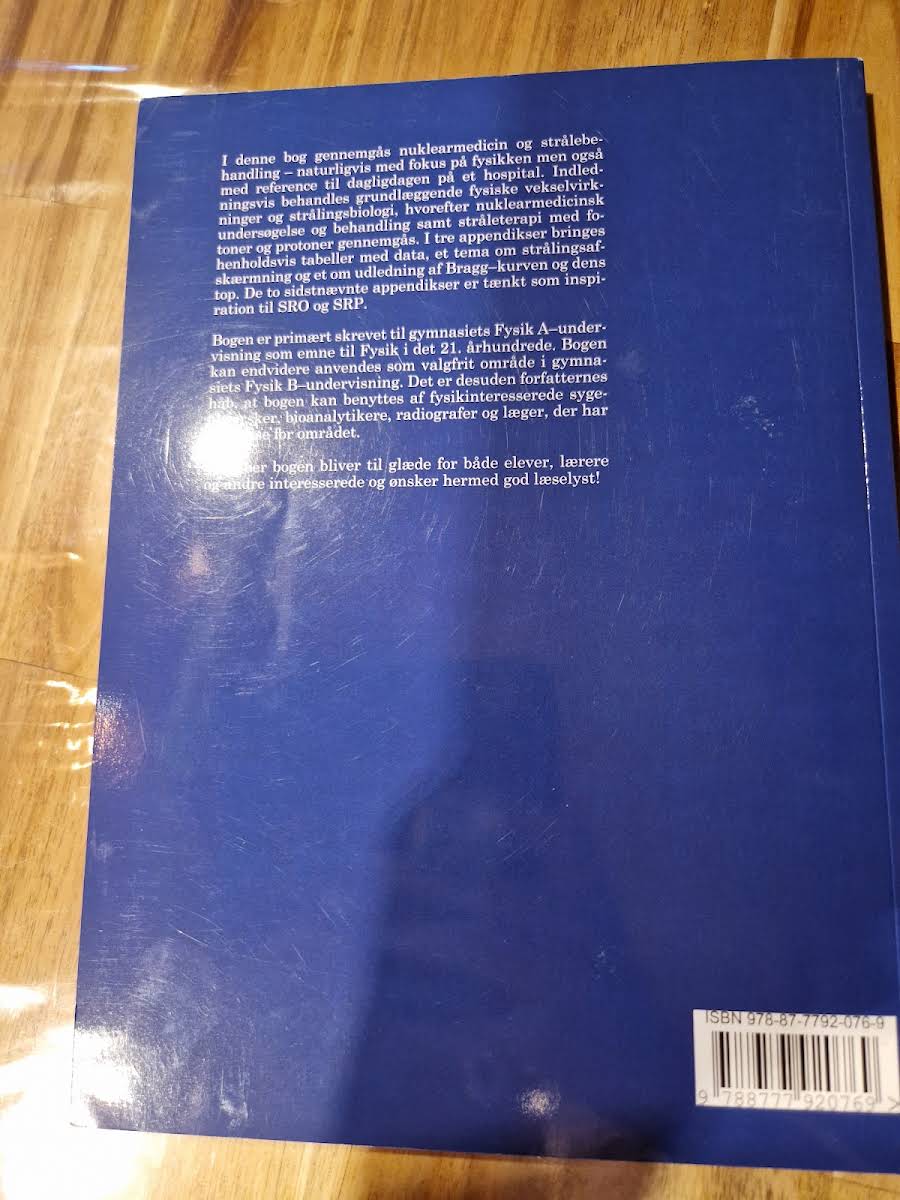 I denne bog gennemgås nuklearmedicin og strålebe-
handling – naturligvis med fokus på fysikken men også
med reference til dagligdagen på et hospital. Indled-
ningsvis behandles grundlæggende fysiske vekselvirk-
ninger og strålingsbiologi, hvorefter nuklearmedicinsk
undersøgelse og behandling samt stråleterapi med fo-
toner og protoner gennemgås. I tre appendikser bringes
henholdsvis tabeller med data, et tema om strålingsaf-
skærmning og et om udledning af Bragg–kurven og dens
top. De to sidstnævnte appendikser er tænkt som inspi-
ration til SRO og SRP.
Bogen er primært skrevet til gymnasiets Fysik A–under-
visning som emne til Fysik i det 21. århundrede. Bogen
kan endvidere anvendes som valgfrit område i gymna-
siets Fysik B–undervisning. Det er desuden forfatternes
håb, at bogen kan benyttes af fysikinteresserede syge-
bioanalytikere, radiografer og læger, der har
for området.
bogen bliver til glæde for både elever, lærere
og andre interesserede og ønsker hermed god læselyst!
ISBN 978-87-7792-076-9
9 788777 920769 >